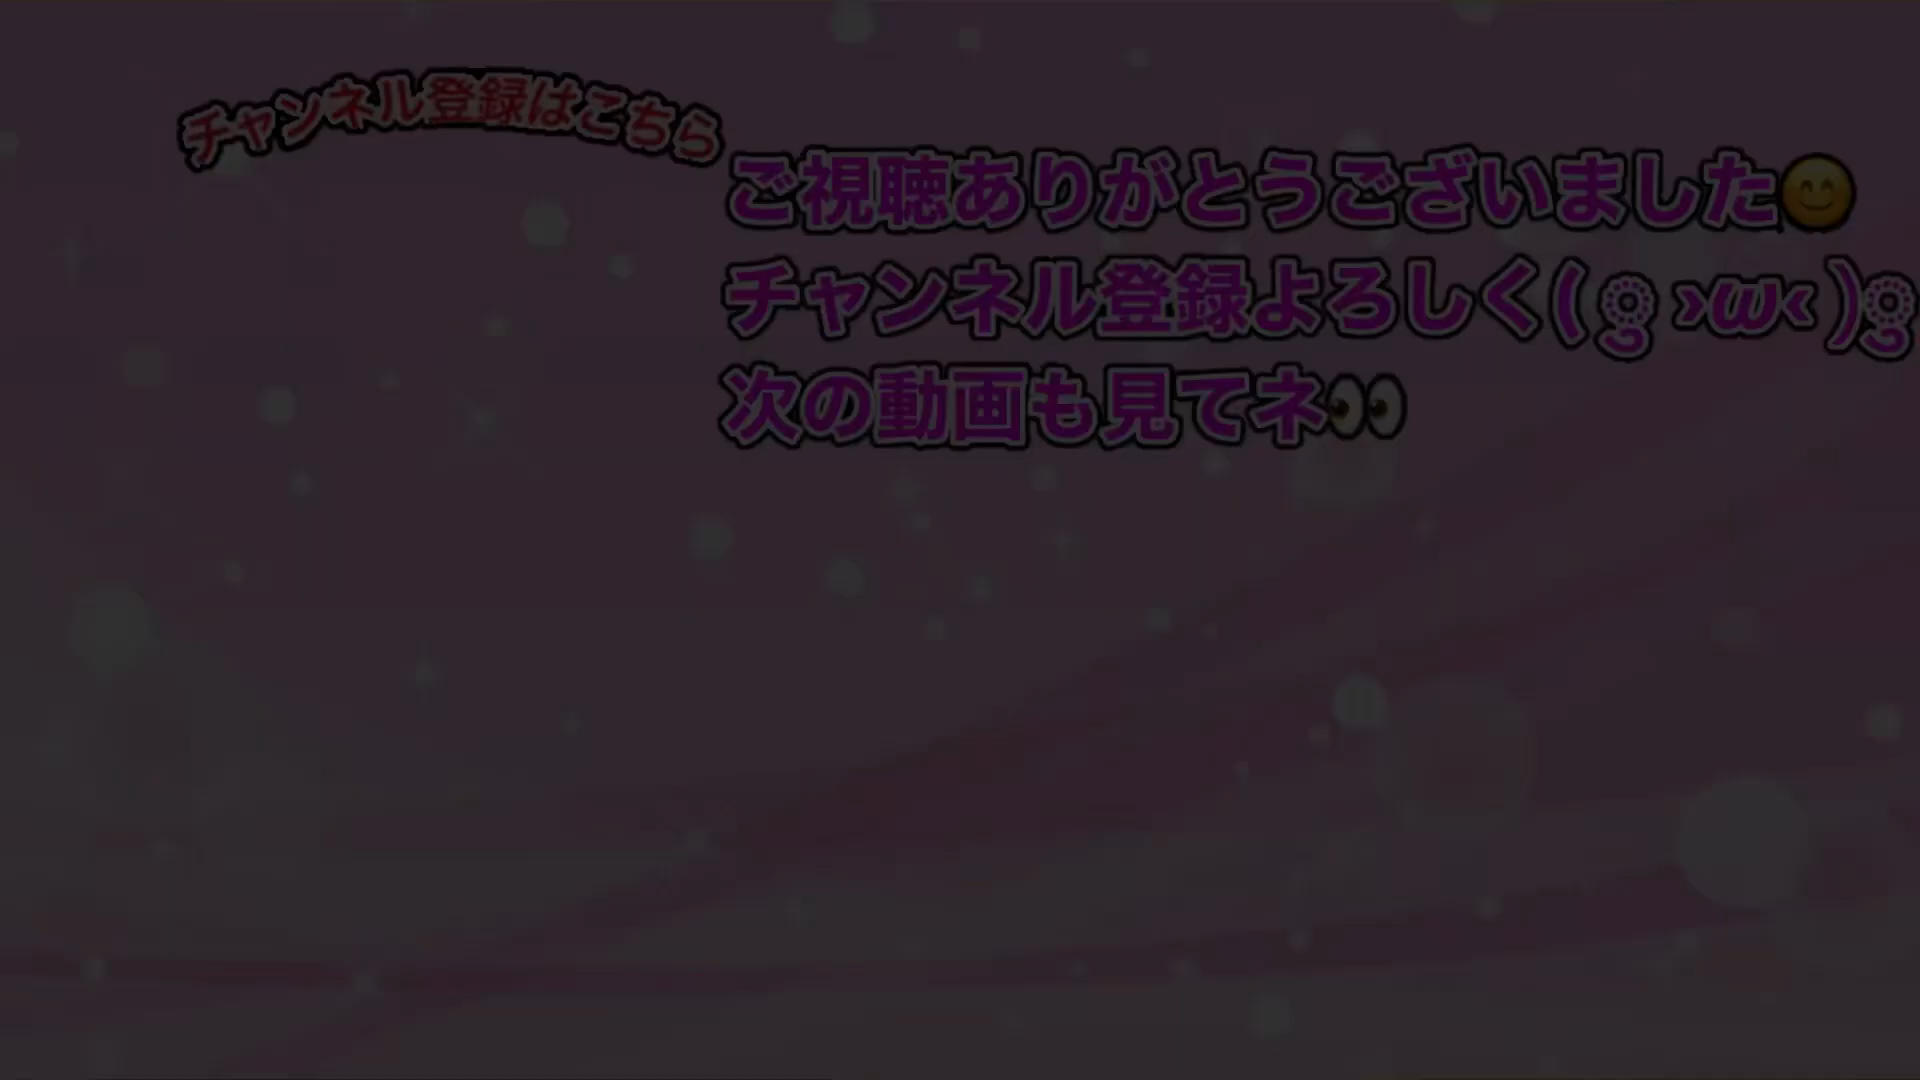 チャンネル登録はこちら
ご視聴ありがとうございました😊
チャンネル登録よろしく( ৡ ›ω‹ )ৡ
次の動画も見てネ👀